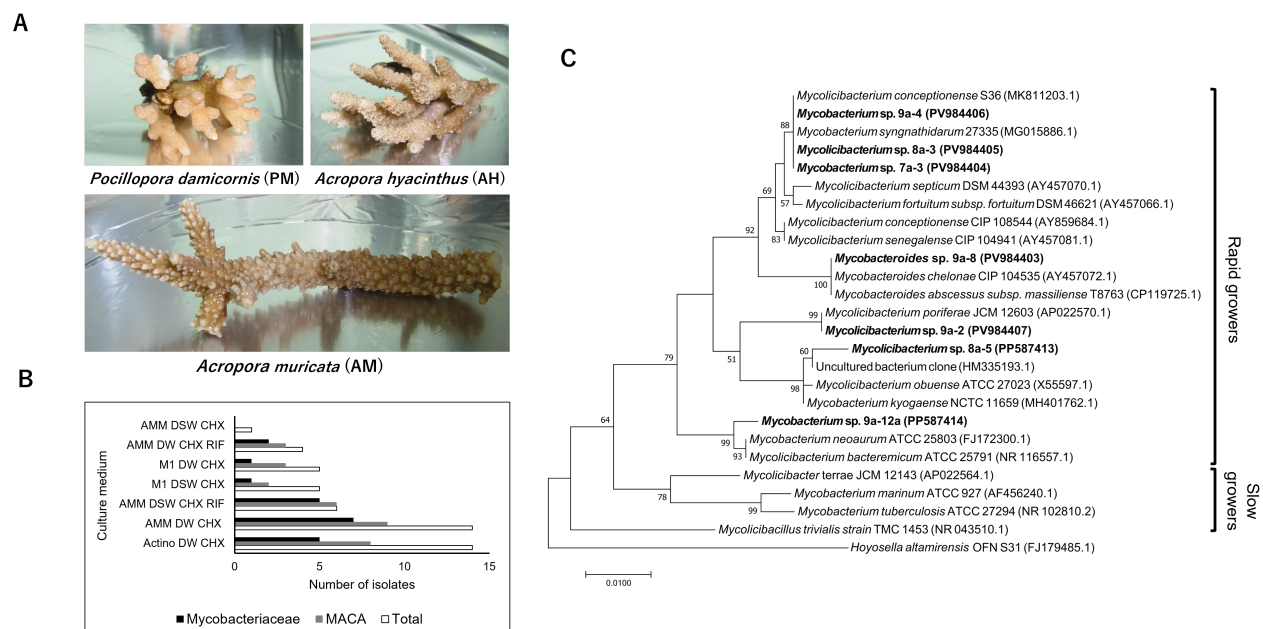 A
Pocillopora damicornis (PM)
Acropora hyacinthus (AH)
Acropora muricata (AM)
B
Culture medium
AMM DSW CHX
AMM DW CHX RIF
M1 DW CHX
M1 DSW CHX
AMM DSW CHX RIF
AMM DW CHX
Actino DW CHX
0 5 10 15
Number of isolates
Mycobacteriaceae MACA Total
C
Mycolicibacterium conceptionense S36 (MK811203.1)
Mycobacterium sp. 9a-4 (PV984406)
88
Mycobacterium syngnathidarum 27335 (MG015886.1)
Mycolicibacterium sp. 8a-3 (PV984405)
Mycobacterium sp. 7a-3 (PV984404)
69
Mycolicibacterium septicum DSM 44393 (AY457070.1)
57
Mycolicibacterium fortuitum subsp. fortuitum DSM 46621 (AY457066.1)
Mycolicibacterium conceptionense CIP 108544 (AY859684.1)
92
83
Mycolicibacterium senegalense CIP 104941 (AY457081.1)
Mycobacteroides sp. 9a-8 (PV984403)
Mycobacteroides chelonae CIP 104535 (AY457072.1)
100
Mycobacteroides abscessus subsp. massiliense T8763 (CP119725.1)
99
Mycolicibacterium poriferae JCM 12603 (AP022570.1)
Mycolicibacterium sp. 9a-2 (PV984407)
60
Mycolicibacterium sp. 8a-5 (PP587413)
79
51
Uncultured bacterium clone (HM335193.1)
98
Mycolicibacterium obuense ATCC 27023 (X55597.1)
Mycobacterium kyogaense NCTC 11659 (MH401762.1)
64
Mycobacterium sp. 9a-12a (PP587414)
99
Mycobacterium neoaurum ATCC 25803 (FJ172300.1)
93
Mycolicibacterium bacteremicum ATCC 25791 (NR 116557.1)
Mycolicibacter terrae JCM 12143 (AP022564.1)
78
Mycobacterium marinum ATCC 927 (AF456240.1)
99
Mycobacterium tuberculosis ATCC 27294 (NR 102810.2)
Mycolicibacillus trivialis strain TMC 1453 (NR 043510.1)
Hoyosella altamirensis OFN S31 (FJ179485.1)
0.0100
Rapid growers
Slow
growers